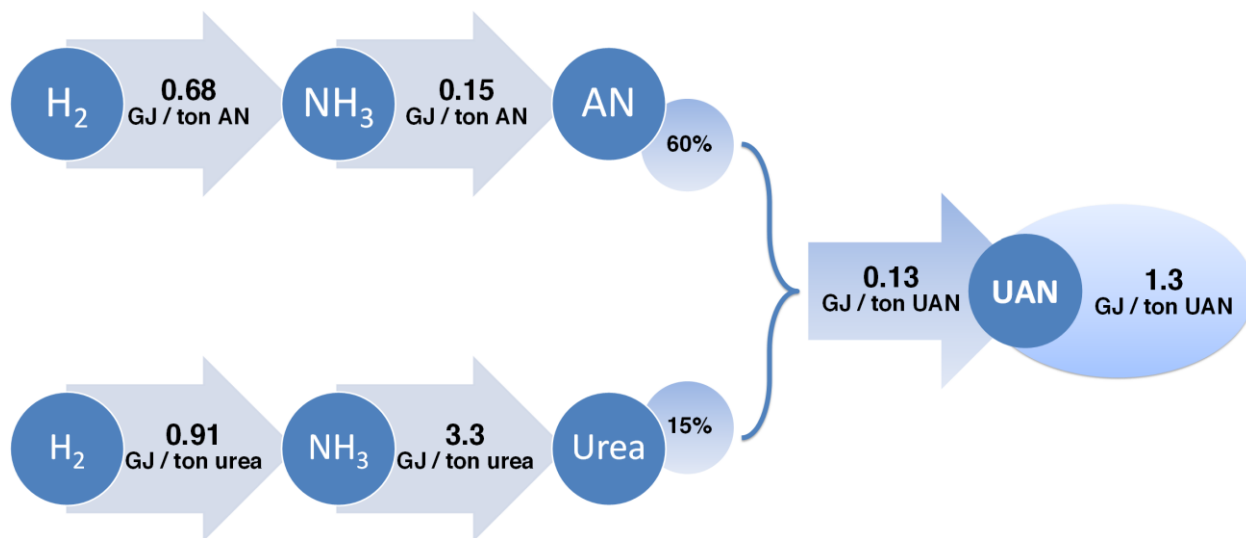 H₂
0.68
GJ / ton AN
NH₃
0.15
GJ / ton AN
AN
60%
0.13
GJ / ton UAN
UAN
1.3
GJ / ton UAN
H₂
0.91
GJ / ton urea
NH₃
3.3
GJ / ton urea
Urea
15%